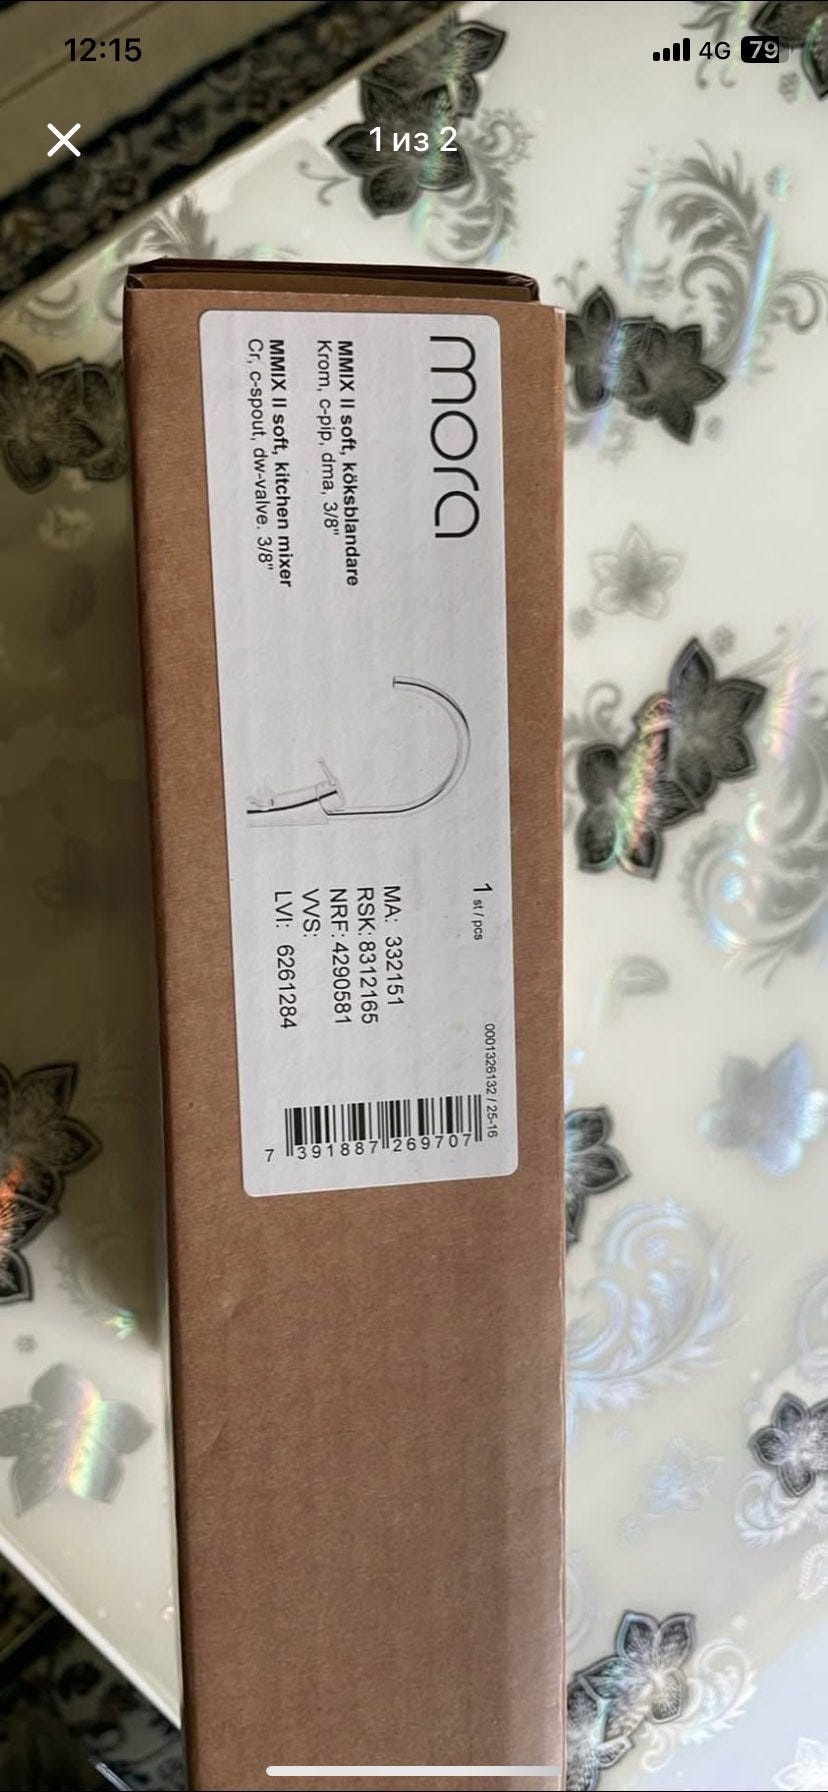 12:15
4G 79
1 из 2
mora
MMIX II soft, köksblandare
Krom, c-pip, dma, 3/8"
MMIX II soft, kitchen mixer
Cr, c-spout, dw-valve. 3/8"
1 st / pcs
MA: 332151
RSK: 8312165
NRF: 4290581
VVS:
LVI: 6261284
0001326132 / 25-16
7 391887 269707